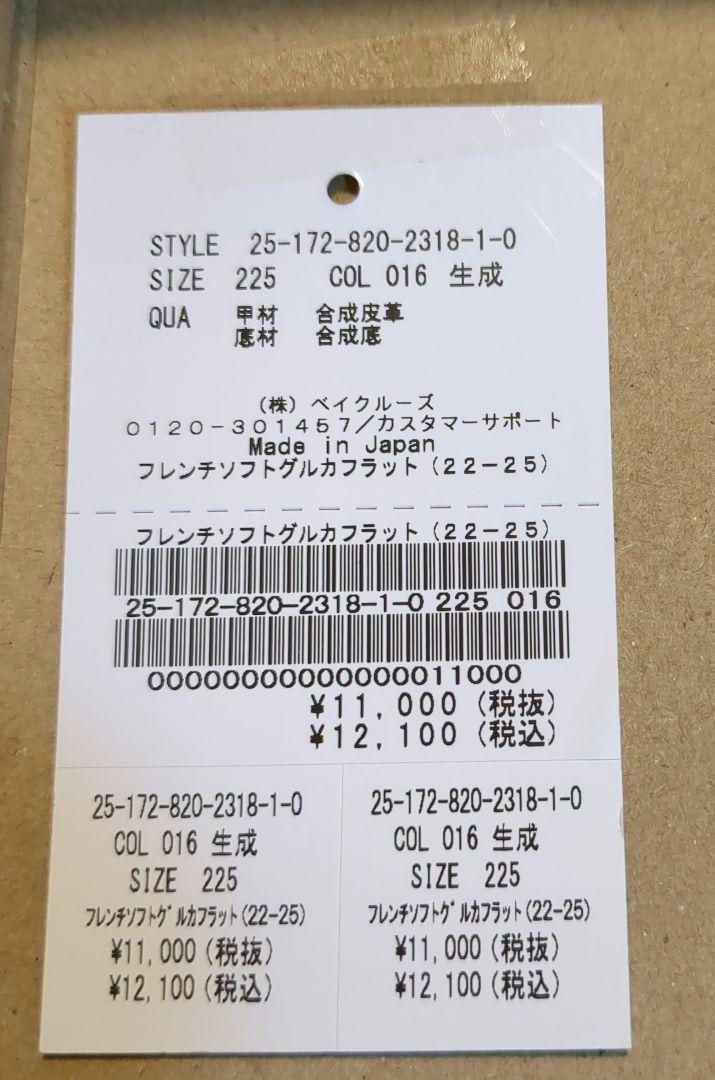 STYLE 25-172-820-2318-1-0
SIZE 225 COL 016 生成
QUA 甲材 合成皮革
底材 合成底
(株)ベイクルーズ
0120-301457/カスタマーサポート
Made in Japan
フレンチソフトグルカフラット(22-25)
フレンチソフトグルカフラット(22-25)
25-172-820-2318-1-0 225 016
00000000000000011000
¥11,000(税抜)
¥12,100(税込)
25-172-820-2318-1-0
COL 016 生成
SIZE 225
フレンチソフトグルカフラット(22-25)
¥11,000(税抜)
¥12,100(税込)
25-172-820-2318-1-0
COL 016 生成
SIZE 225
フレンチソフトグルカフラット(22-25)
¥11,000(税抜)
¥12,100(税込)